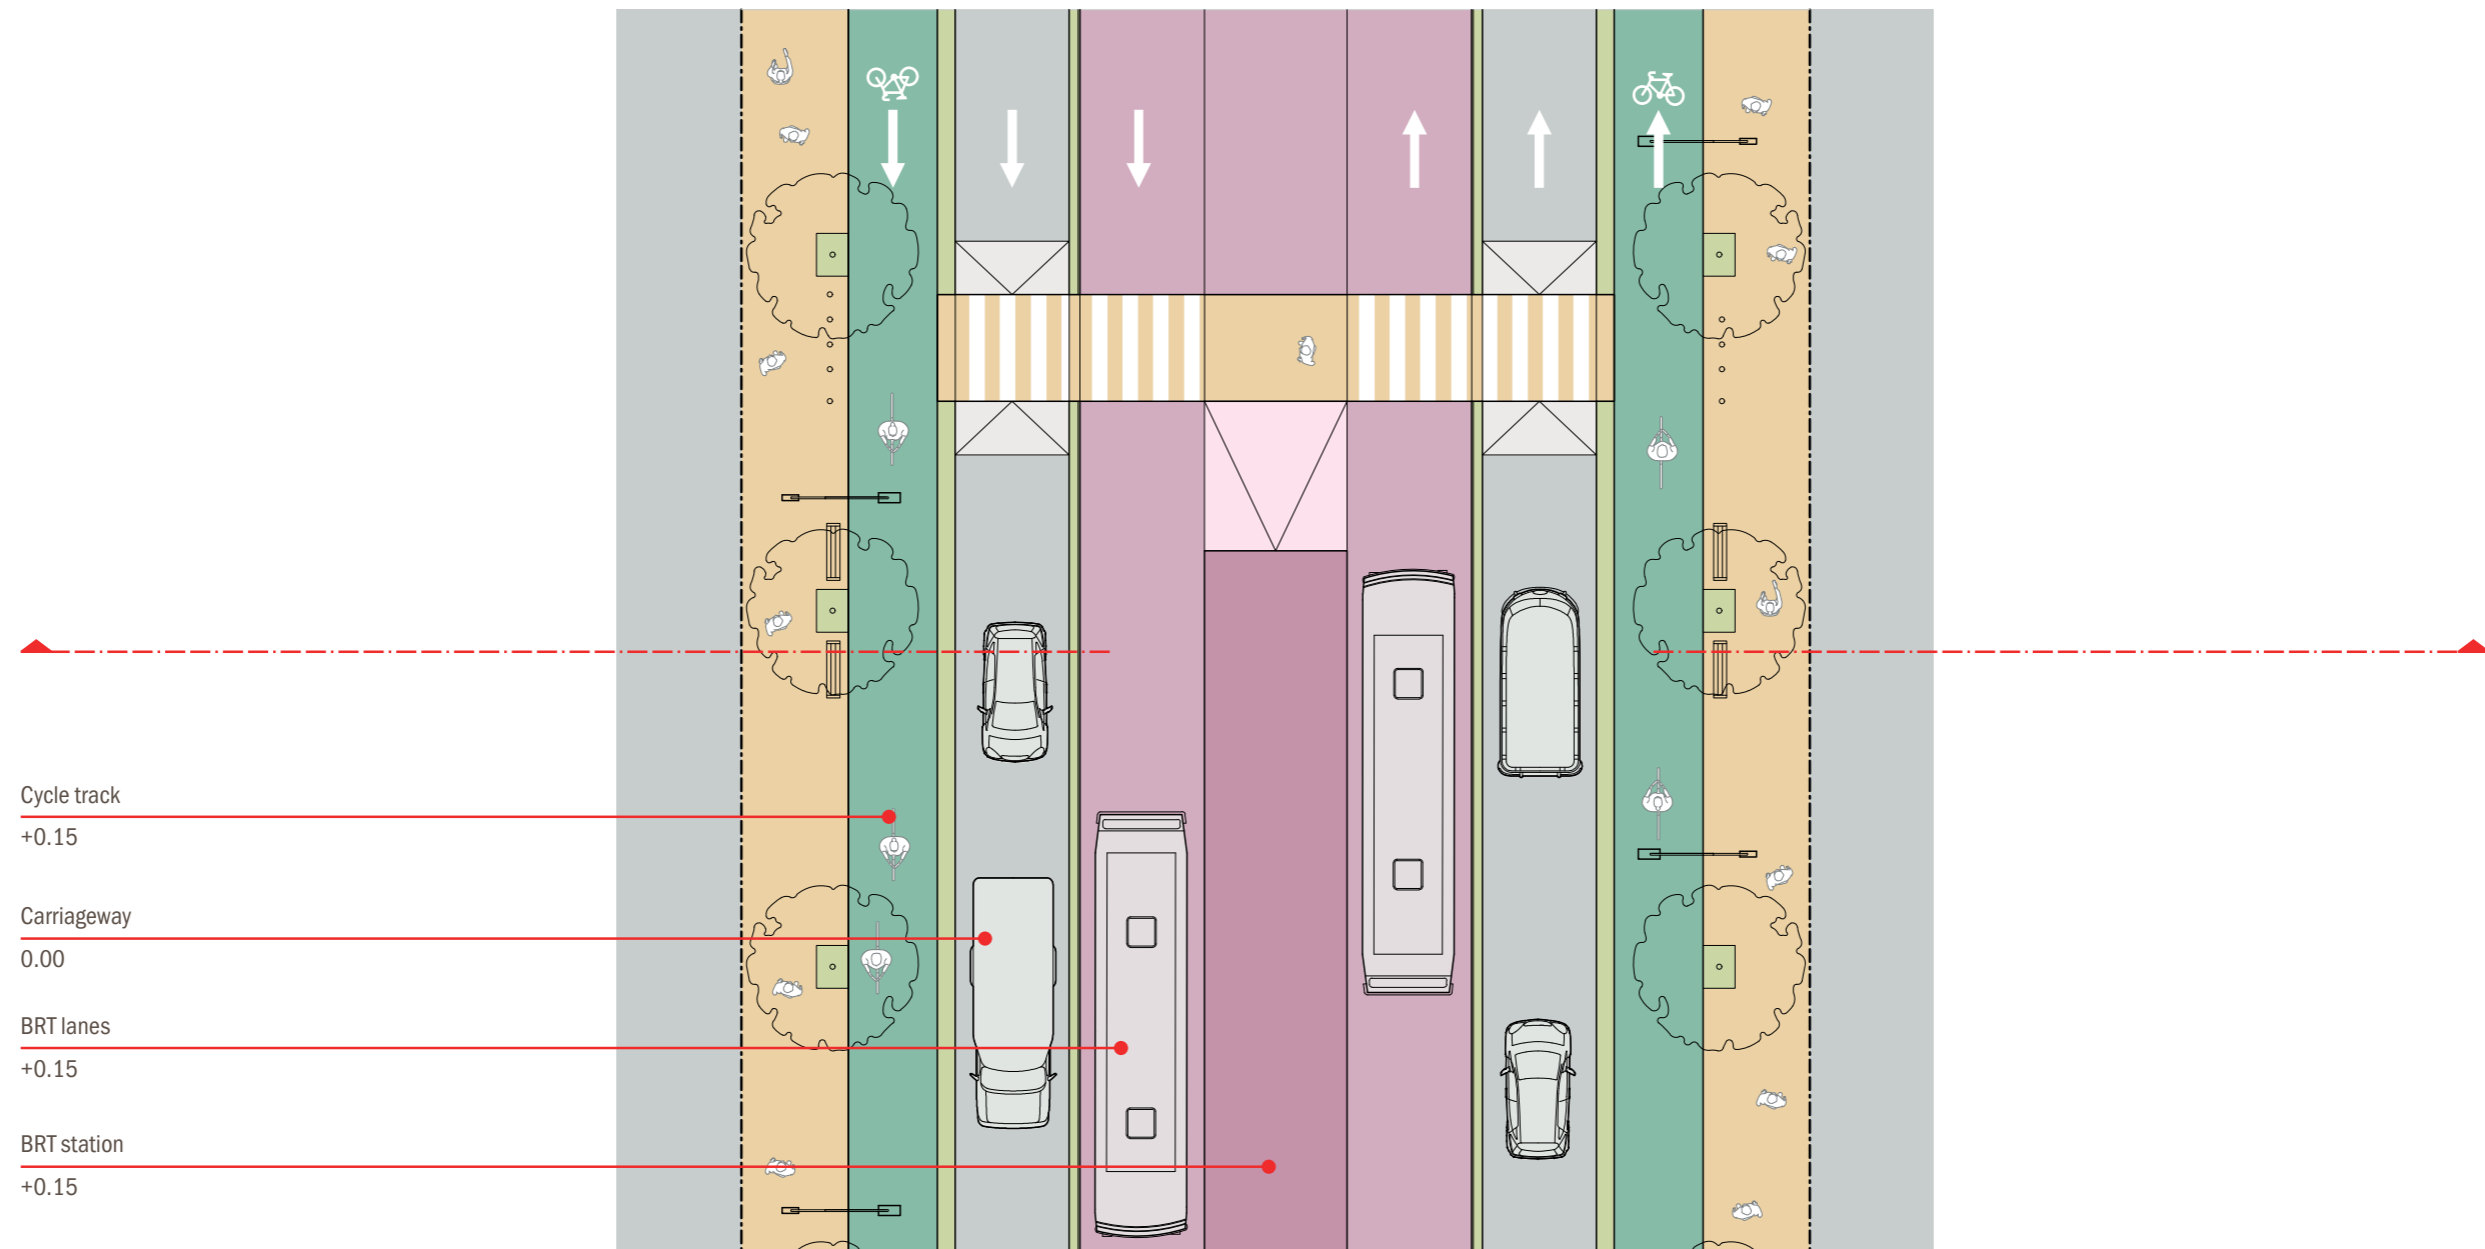 Cycle track
+0.15
Carriageway
0.00
BRT lanes
+0.15
BRT station
+0.15